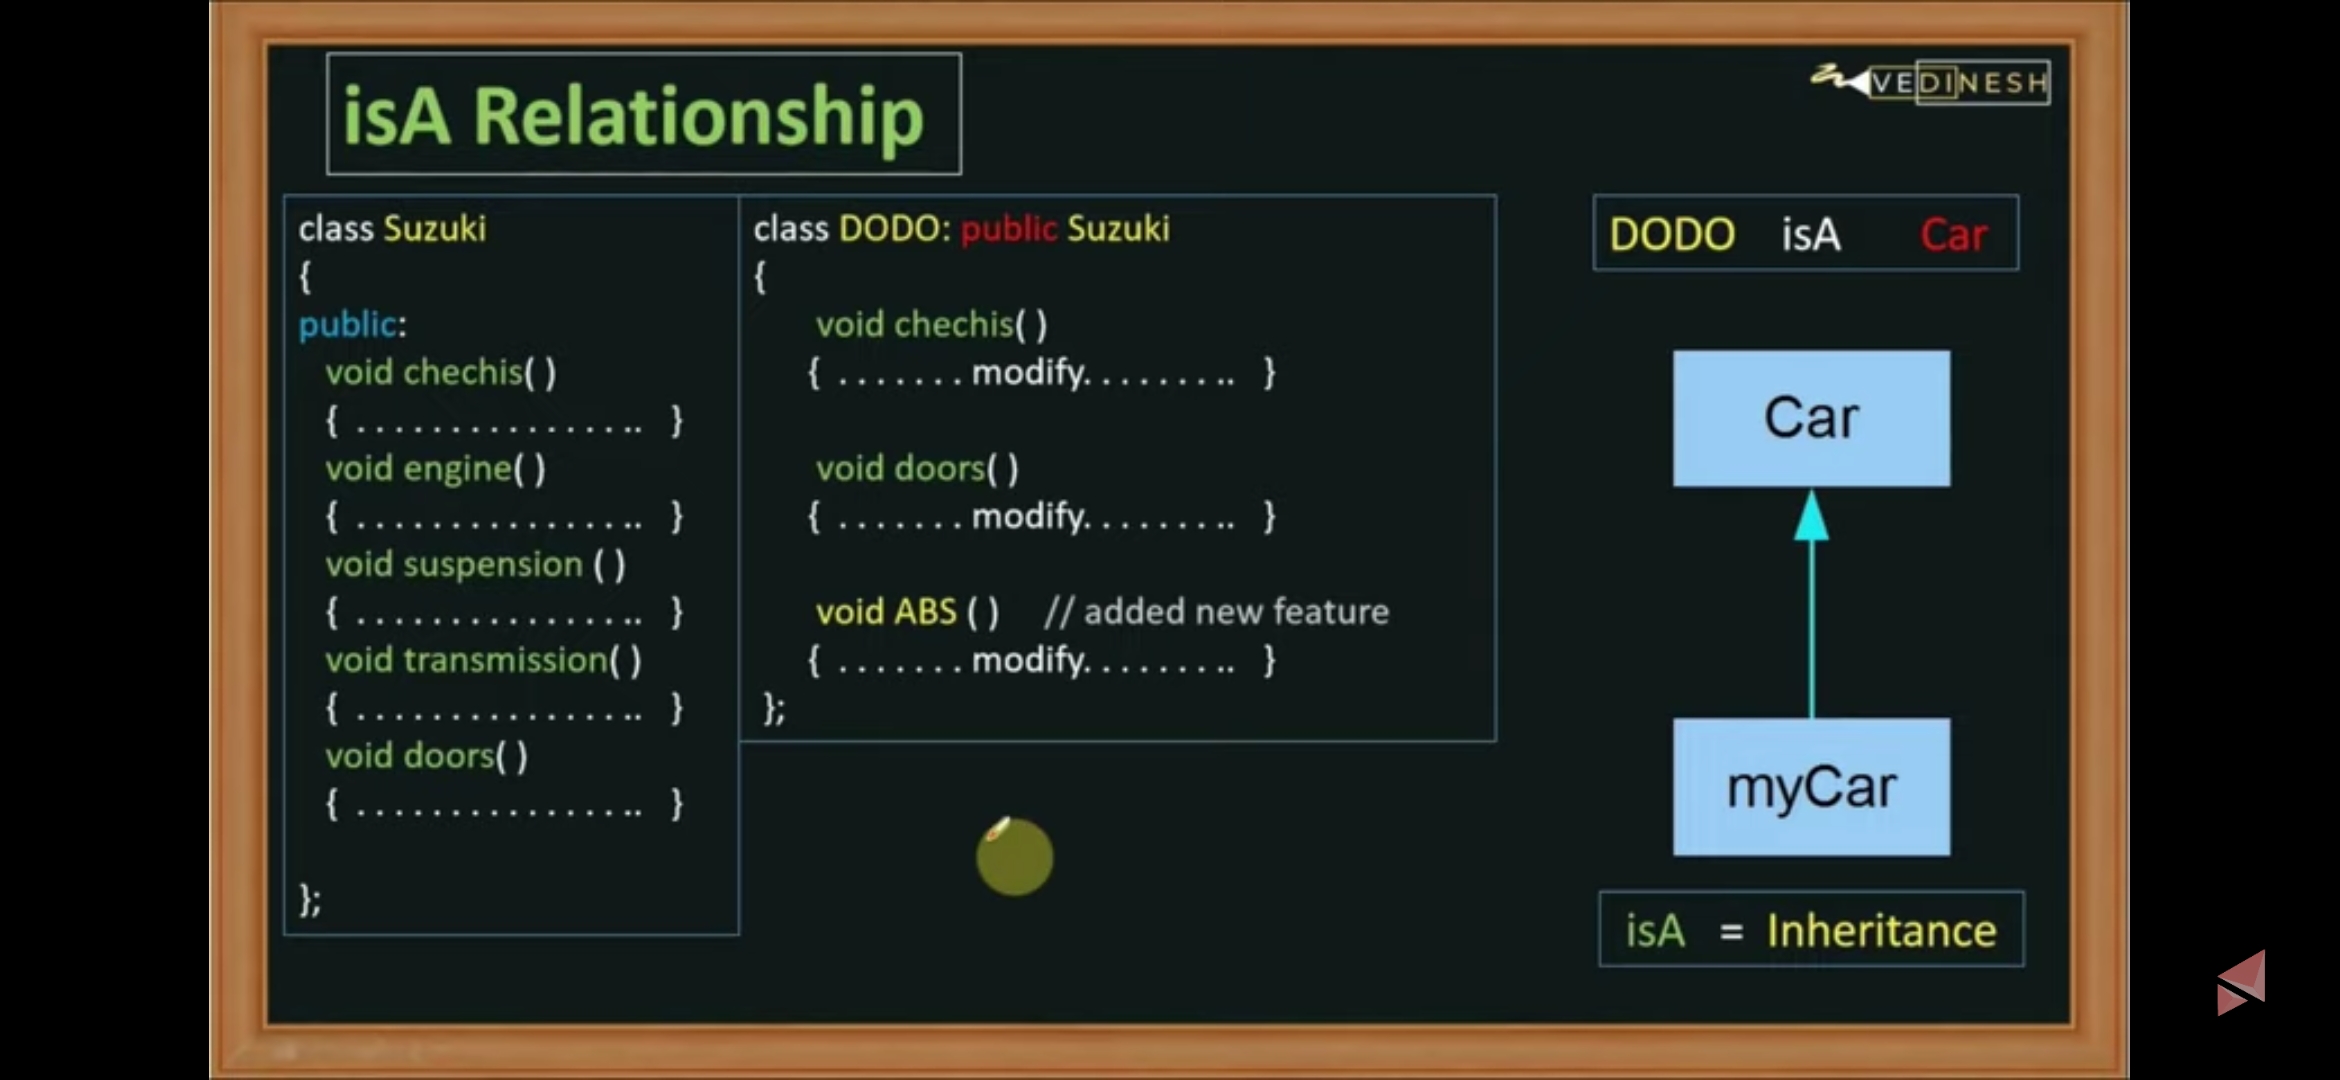 isA Relationship
VEDINESH
class Suzuki
{
public:
void chechis( )
{ . . . . . . . . . . . . . . .. }
void engine( )
{ . . . . . . . . . . . . . . .. }
void suspension ( )
{ . . . . . . . . . . . . . . .. }
void transmission( )
{ . . . . . . . . . . . . . . .. }
void doors( )
{ . . . . . . . . . . . . . . .. }
};
class DODO: public Suzuki
{
void chechis( )
{ . . . . . . . modify. . . . . . . .. }
void doors( )
{ . . . . . . . modify. . . . . . . .. }
void ABS ( ) // added new feature
{ . . . . . . . modify. . . . . . . .. }
};
DODO isA Car
Car
myCar
isA = Inheritance